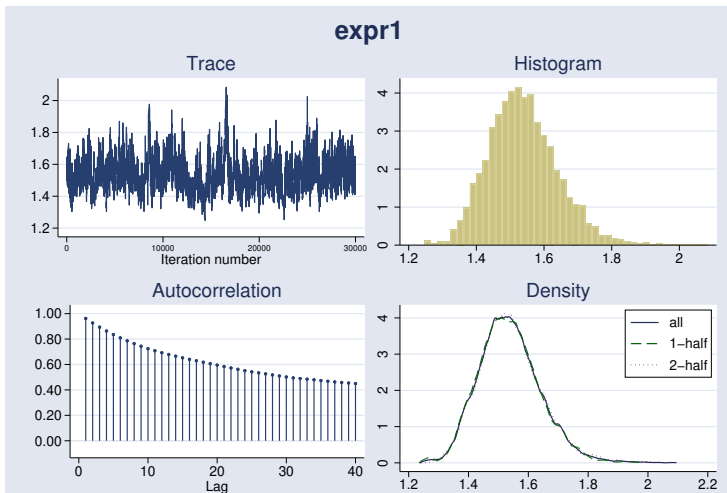 expr1
Trace
2
1.8
1.6
1.4
1.2
0 10000 20000 30000
Iteration number
Histogram
4
3
2
1
0
1.2 1.4 1.6 1.8 2
Autocorrelation
1.00
0.80
0.60
0.40
0.20
0.00
0 10 20 30 40
Lag
Density
4
3
2
1
0
all
1-half
2-half
1.2 1.4 1.6 1.8 2 2.2